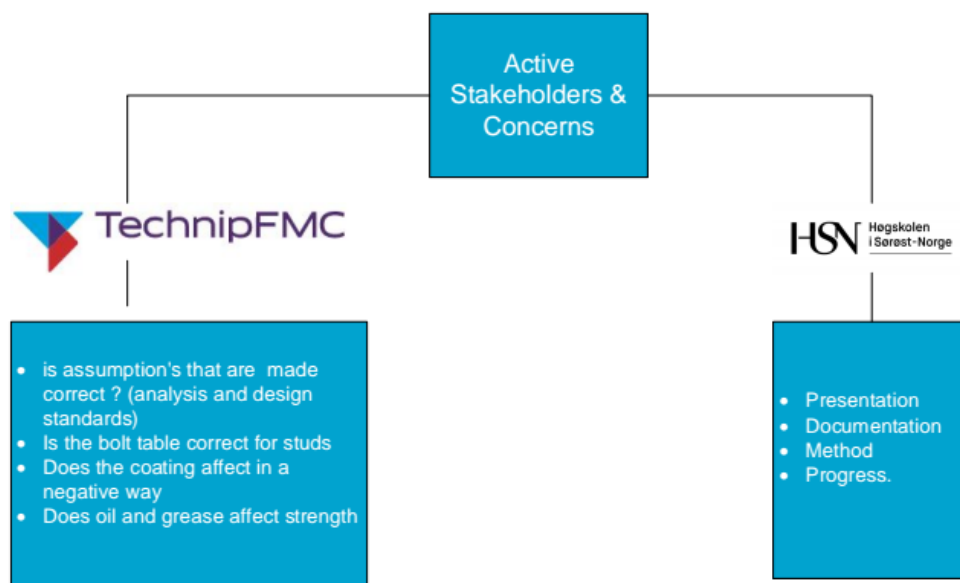 Active
Stakeholders &
Concerns
TechnipFMC
HSN Høgskolen
i Sørøst-Norge
• is assumption's that are made
correct ? (analysis and design
standards)
• Is the bolt table correct for studs
• Does the coating affect in a
negative way
• Does oil and grease affect strength
• Presentation
• Documentation
• Method
• Progress.